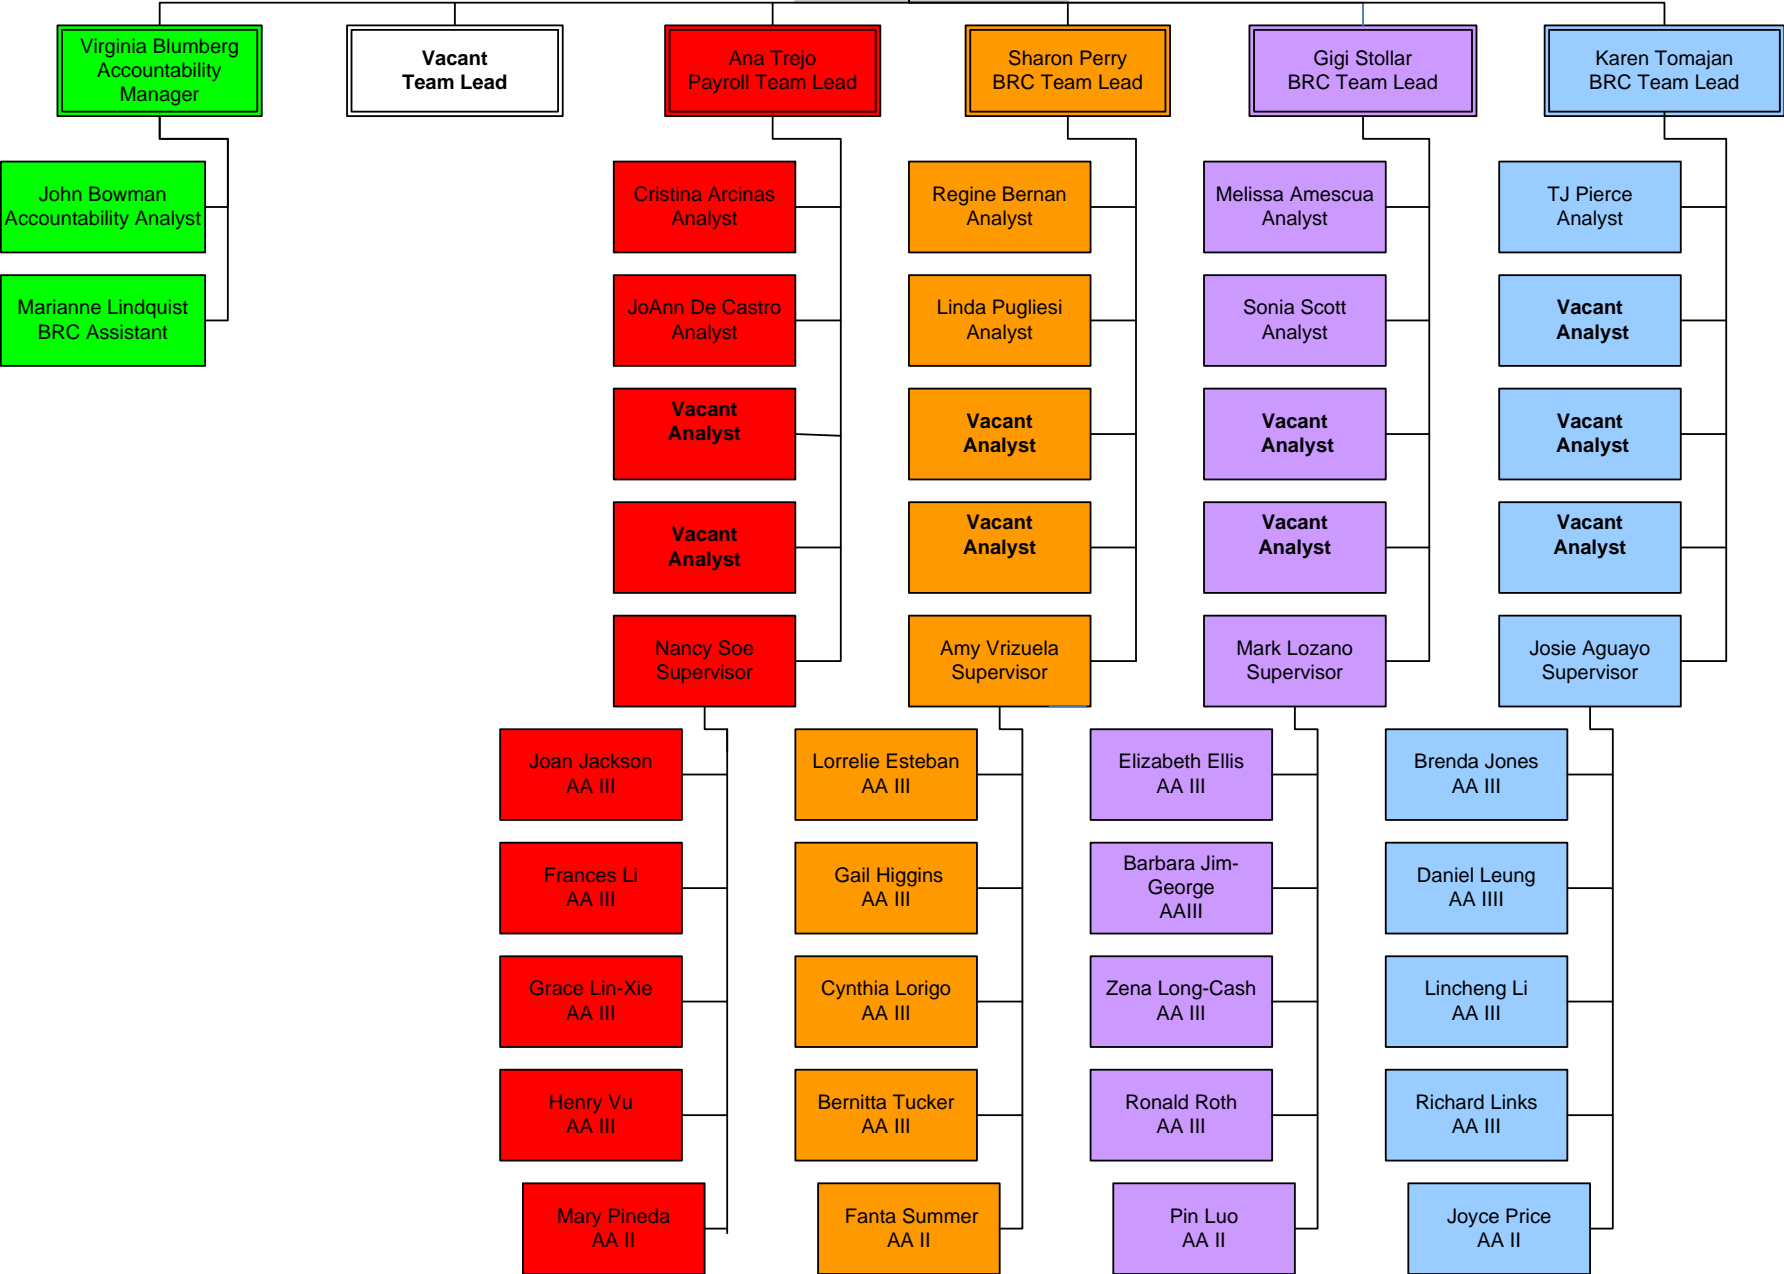 Virginia Blumberg
Accountability
Manager
Vacant
Team Lead
Ana Trejo
Payroll Team Lead
Sharon Perry
BRC Team Lead
Gigi Stollar
BRC Team Lead
Karen Tomajan
BRC Team Lead
John Bowman
Accountability Analyst
Cristina Arcinas
Analyst
Regine Bernan
Analyst
Melissa Amescua
Analyst
TJ Pierce
Analyst
Marianne Lindquist
BRC Assistant
JoAnn De Castro
Analyst
Linda Pugliesi
Analyst
Sonia Scott
Analyst
Vacant
Analyst
Vacant
Analyst
Vacant
Analyst
Vacant
Analyst
Vacant
Analyst
Vacant
Analyst
Vacant
Analyst
Vacant
Analyst
Vacant
Analyst
Nancy Soe
Supervisor
Amy Vrizuela
Supervisor
Mark Lozano
Supervisor
Josie Aguayo
Supervisor
Joan Jackson
AA III
Lorrelie Esteban
AA III
Elizabeth Ellis
AA III
Brenda Jones
AA III
Frances Li
AA III
Gail Higgins
AA III
Barbara Jim-
George
AAIII
Daniel Leung
AA IIII
Grace Lin-Xie
AA III
Cynthia Lorigo
AA III
Zena Long-Cash
AA III
Lincheng Li
AA III
Henry Vu
AA III
Bernitta Tucker
AA III
Ronald Roth
AA III
Richard Links
AA III
Mary Pineda
AA II
Fanta Summer
AA II
Pin Luo
AA II
Joyce Price
AA II